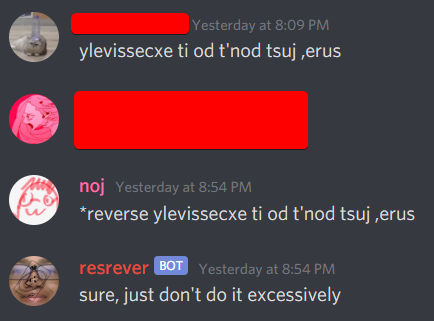 Yesterday at 8:09 PM
ylevissecxe ti od t'nod tsuj ,erus
noj Yesterday at 8:54 PM
*reverse ylevissecxe ti od t'nod tsuj ,erus
resrever BOT Yesterday at 8:54 PM
sure, just don't do it excessively